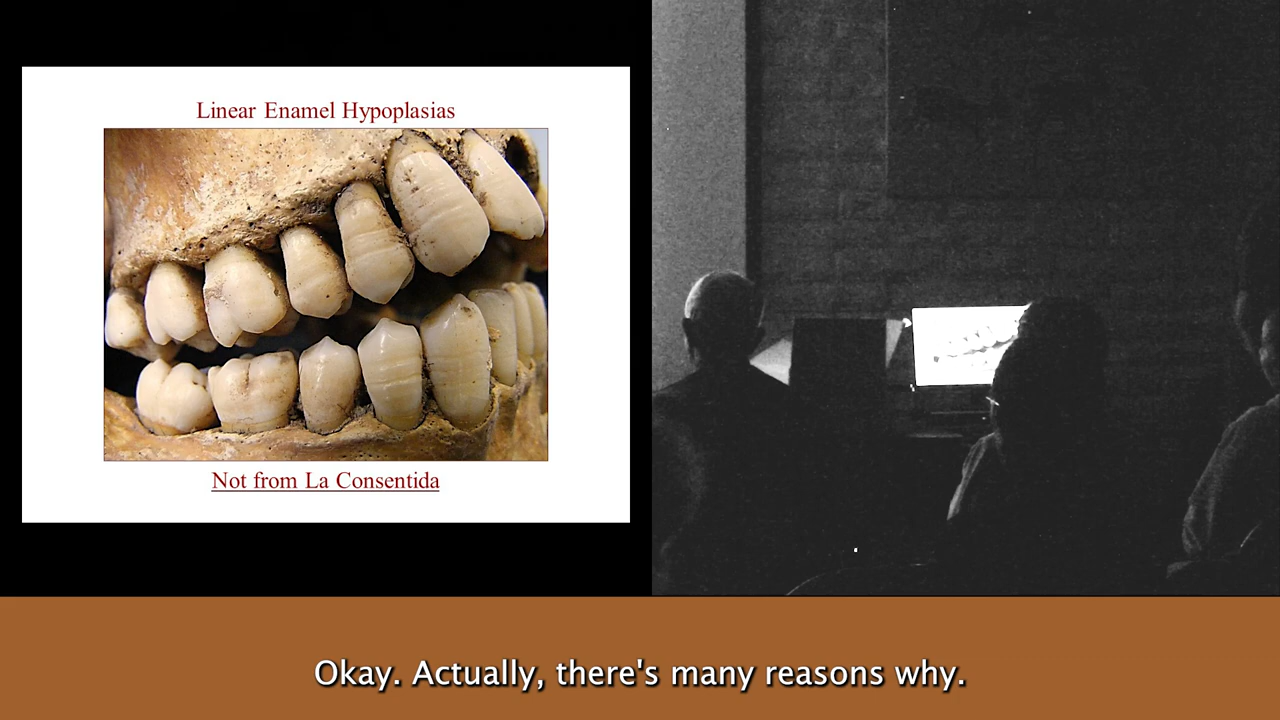 Linear Enamel Hypoplasias
Not from La Consentida
Okay. Actually, there's many reasons why.